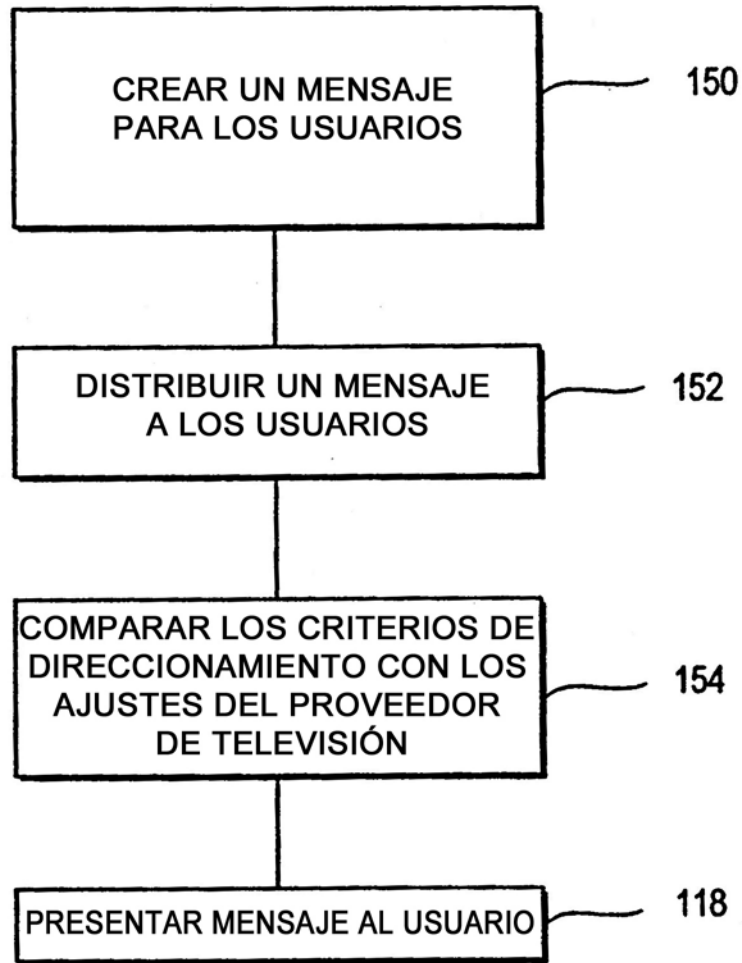 CREAR UN MENSAJE
PARA LOS USUARIOS
150
DISTRIBUIR UN MENSAJE
A LOS USUARIOS
152
COMPARAR LOS CRITERIOS DE
DIRECCIONAMIENTO CON LOS
AJUSTES DEL PROVEEDOR
DE TELEVISIÓN
154
PRESENTAR MENSAJE AL USUARIO
118